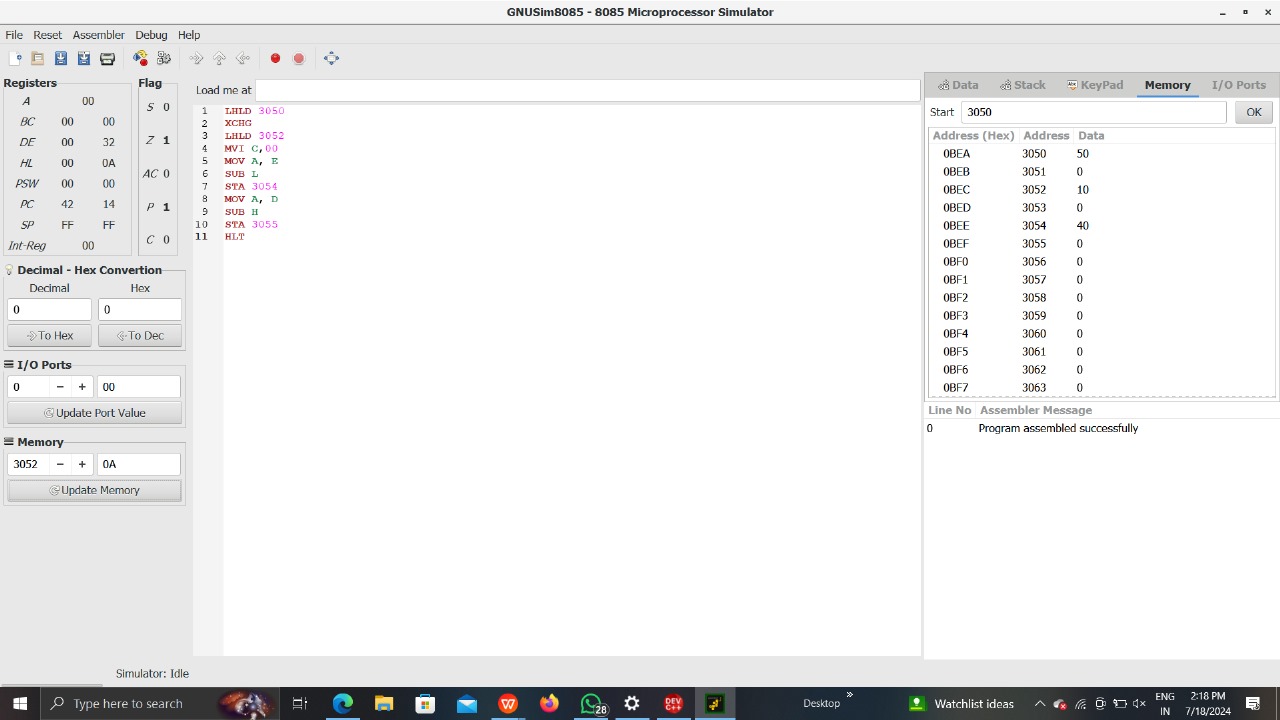 GNUSim8085 - 8085 Microprocessor Simulator
File Reset Assembler Debug Help
Registers
A 00
BC 00 00
DE 00 32
HL 00 0A
PSW 00 00
PC 42 14
SP FF FF
Int-Reg 00
Flag
S 0
Z 1
AC 0
P 1
C 0
Decimal - Hex Convertion
Decimal Hex
0 0
To Hex To Dec
I/O Ports
0 - + 00
Update Port Value
Memory
3052 - + 0A
Update Memory
Load me at
1 LHLD 3050
2 XCHG
3 LHLD 3052
4 MVI C,00
5 MOV A, E
6 SUB L
7 STA 3054
8 MOV A, D
9 SUB H
10 STA 3055
11 HLT
Data Stack KeyPad Memory I/O Ports
Start 3050 OK
Address (Hex) Address Data
0BEA 3050 50
0BEB 3051 0
0BEC 3052 10
0BED 3053 0
0BEE 3054 40
0BEF 3055 0
0BF0 3056 0
0BF1 3057 0
0BF2 3058 0
0BF3 3059 0
0BF4 3060 0
0BF5 3061 0
0BF6 3062 0
0BF7 3063 0
Line No Assembler Message
0 Program assembled successfully
Simulator: Idle
Type here to search
28
DEV
C++
Desktop
Watchlist ideas
ENG
IN
2:18 PM
7/18/2024